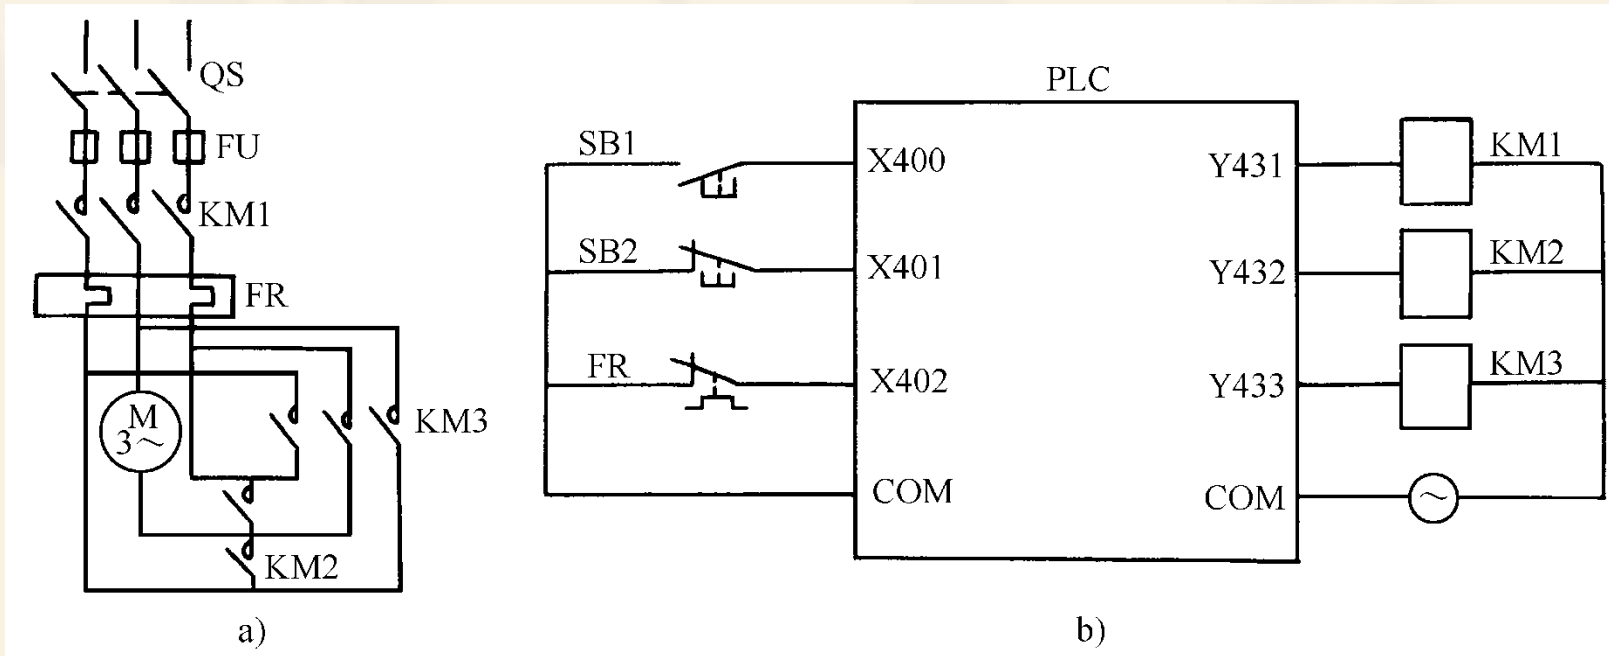 QS
FU
KM1
FR
M
3~
KM3
KM2
a)
PLC
SB1
X400
Y431
KM1
SB2
X401
Y432
KM2
FR
X402
Y433
KM3
COM
COM
~
b)